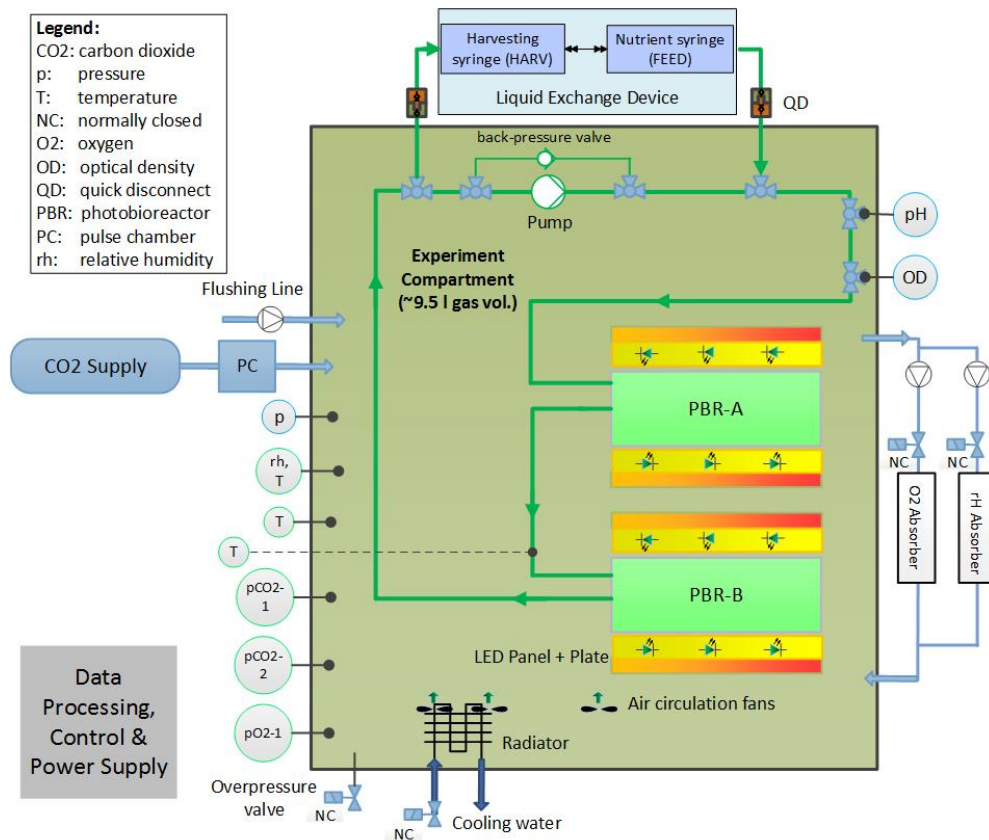 Legend:
CO2: carbon dioxide
p: pressure
T: temperature
NC: normally closed
O2: oxygen
OD: optical density
QD: quick disconnect
PBR: photobioreactor
PC: pulse chamber
rh: relative humidity
Harvesting
syringe (HARV)
Nutrient syringe
(FEED)
Liquid Exchange Device
QD
back-pressure valve
Pump
pH
OD
Experiment
Compartment
(~9.5 l gas vol.)
Flushing Line
CO2 Supply
PC
p
rh,
T
T
T
pCO2-
1
pCO2-
2
pO2-1
PBR-A
PBR-B
LED Panel + Plate
NC
NC
O2 Absorber
rH Absorber
Air circulation fans
Radiator
Data
Processing,
Control &
Power Supply
Overpressure
valve
NC
NC
Cooling water